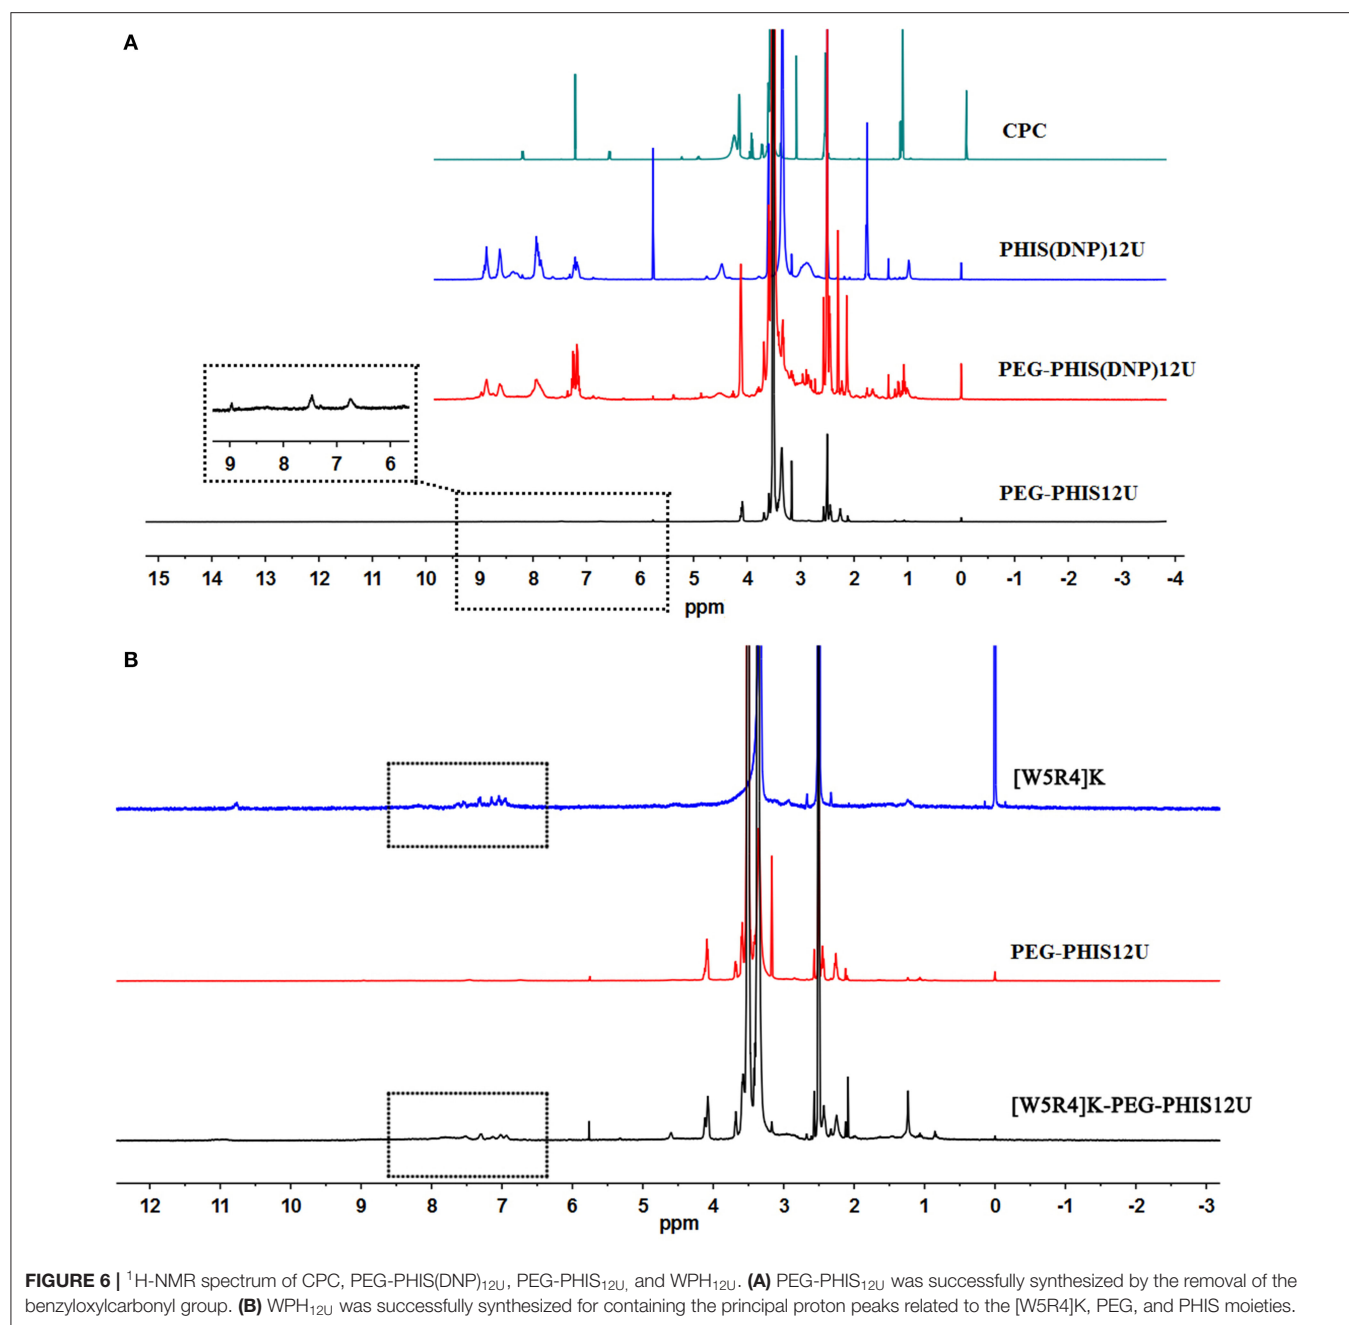 A
CPC
PHIS(DNP)12U
PEG-PHIS(DNP)12U
9 8 7 6
PEG-PHIS12U
15 14 13 12 11 10 9 8 7 6 5 4 3 2 1 0 -1 -2 -3 -4
ppm
B
[W5R4]K
PEG-PHIS12U
[W5R4]K-PEG-PHIS12U
12 11 10 9 8 7 6 5 4 3 2 1 0 -1 -2 -3
ppm
FIGURE 6 | ¹H-NMR spectrum of CPC, PEG-PHIS(DNP)₁₂U, PEG-PHIS₁₂U, and WPH₁₂U. (A) PEG-PHIS₁₂U was successfully synthesized by the removal of the
benzyloxylcarbonyl group. (B) WPH₁₂U was successfully synthesized for containing the principal proton peaks related to the [W5R4]K, PEG, and PHIS moieties.